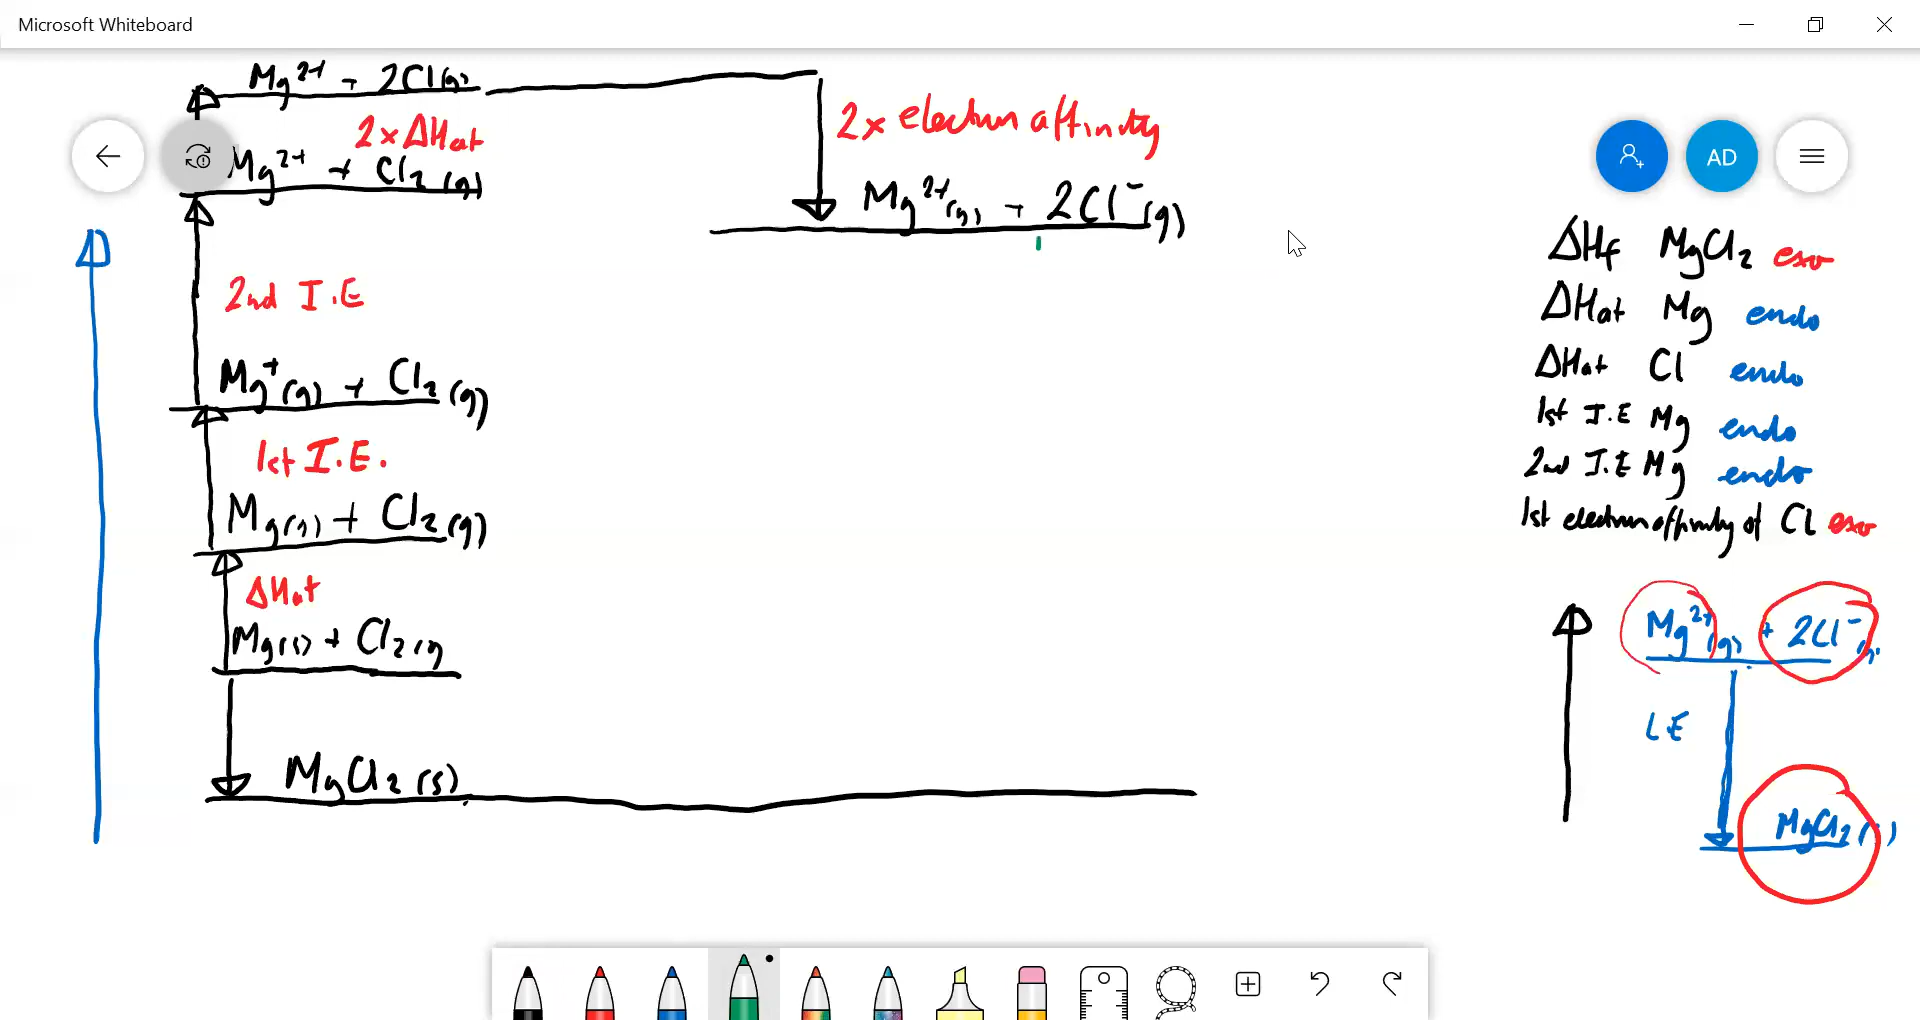 Microsoft Whiteboard
Mg²⁺ + 2Cl(g)
2x ΔHat
Mg²⁺ + Cl₂(g)
2nd I.E
Mg⁺(g) + Cl₂(g)
1st I.E.
Mg(g) + Cl₂(g)
ΔHat
Mg(s) + Cl₂(g)
MgCl₂(s)
2x electron affinity
Mg²⁺(g) + 2Cl⁻(g)
AD
ΔHf MgCl₂ exo
ΔHat Mg endo
ΔHat Cl endo
1st I.E Mg endo
2nd I.E Mg endo
1st electron affinity of Cl exo
Mg²⁺(g) + 2Cl⁻(g)
LE
MgCl₂(s)